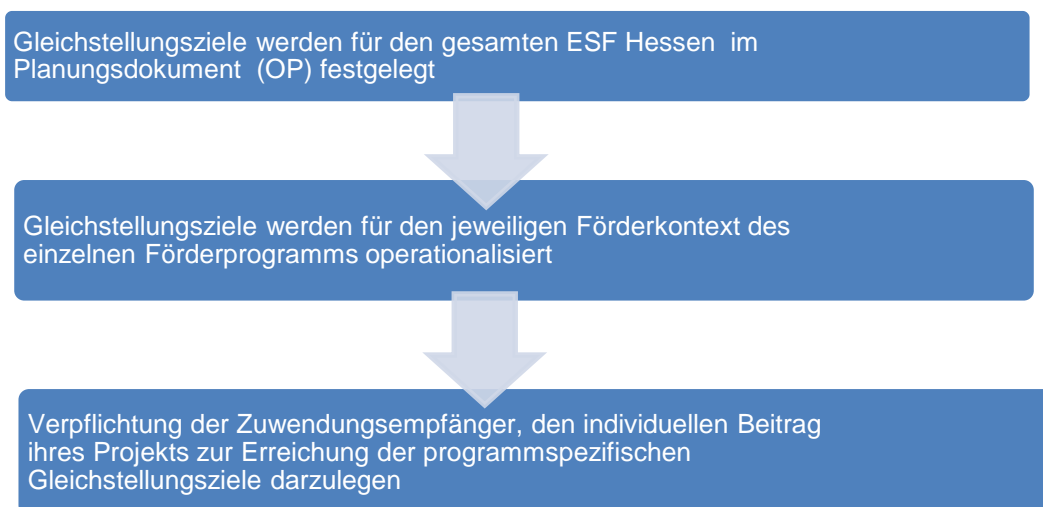 Gleichstellungsziele werden für den gesamten ESF Hessen im
Planungsdokument (OP) festgelegt
Gleichstellungsziele werden für den jeweiligen Förderkontext des
einzelnen Förderprogramms operationalisiert
Verpflichtung der Zuwendungsempfänger, den individuellen Beitrag
ihres Projekts zur Erreichung der programmspezifischen
Gleichstellungsziele darzulegen